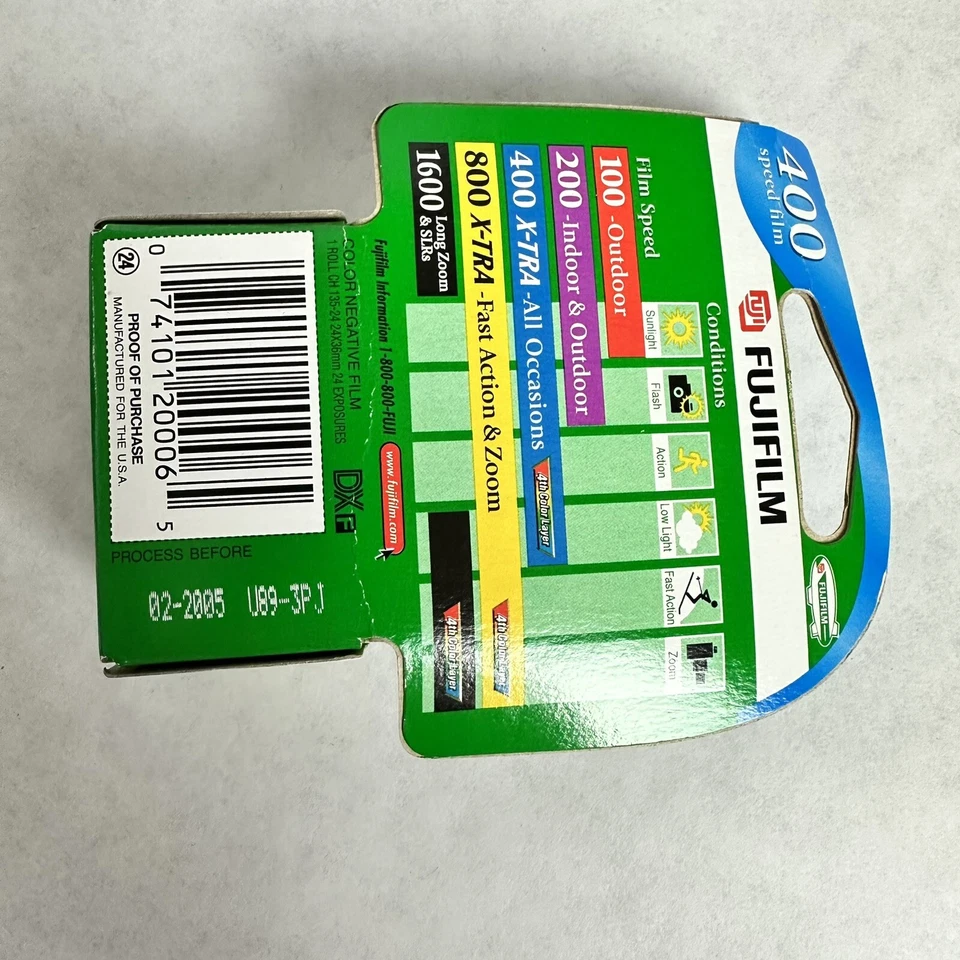 400
speed film
FUJI FUJIFILM
FUJIFILM
Conditions
Film Speed
Sunlight
Flash
Action
Low Light
Fast Action
Zoom
100 -Outdoor
200 -Indoor & Outdoor
400 X-TRA -All Occasions
4th Color Layer
800 X-TRA -Fast Action & Zoom
4th Color Layer
1600 Long Zoom
& SLRs
4th Color Layer
Fujifilm Information 1-800-800-FUJI
www.fujifilm.com
COLOR NEGATIVE FILM
1 ROLL CH 135-24 24X36mm 24 EXPOSURES
DX
0 74101 20006 5
24
PROOF OF PURCHASE
MANUFACTURED FOR THE U.S.A.
PROCESS BEFORE
02-2005 U89-3PJ